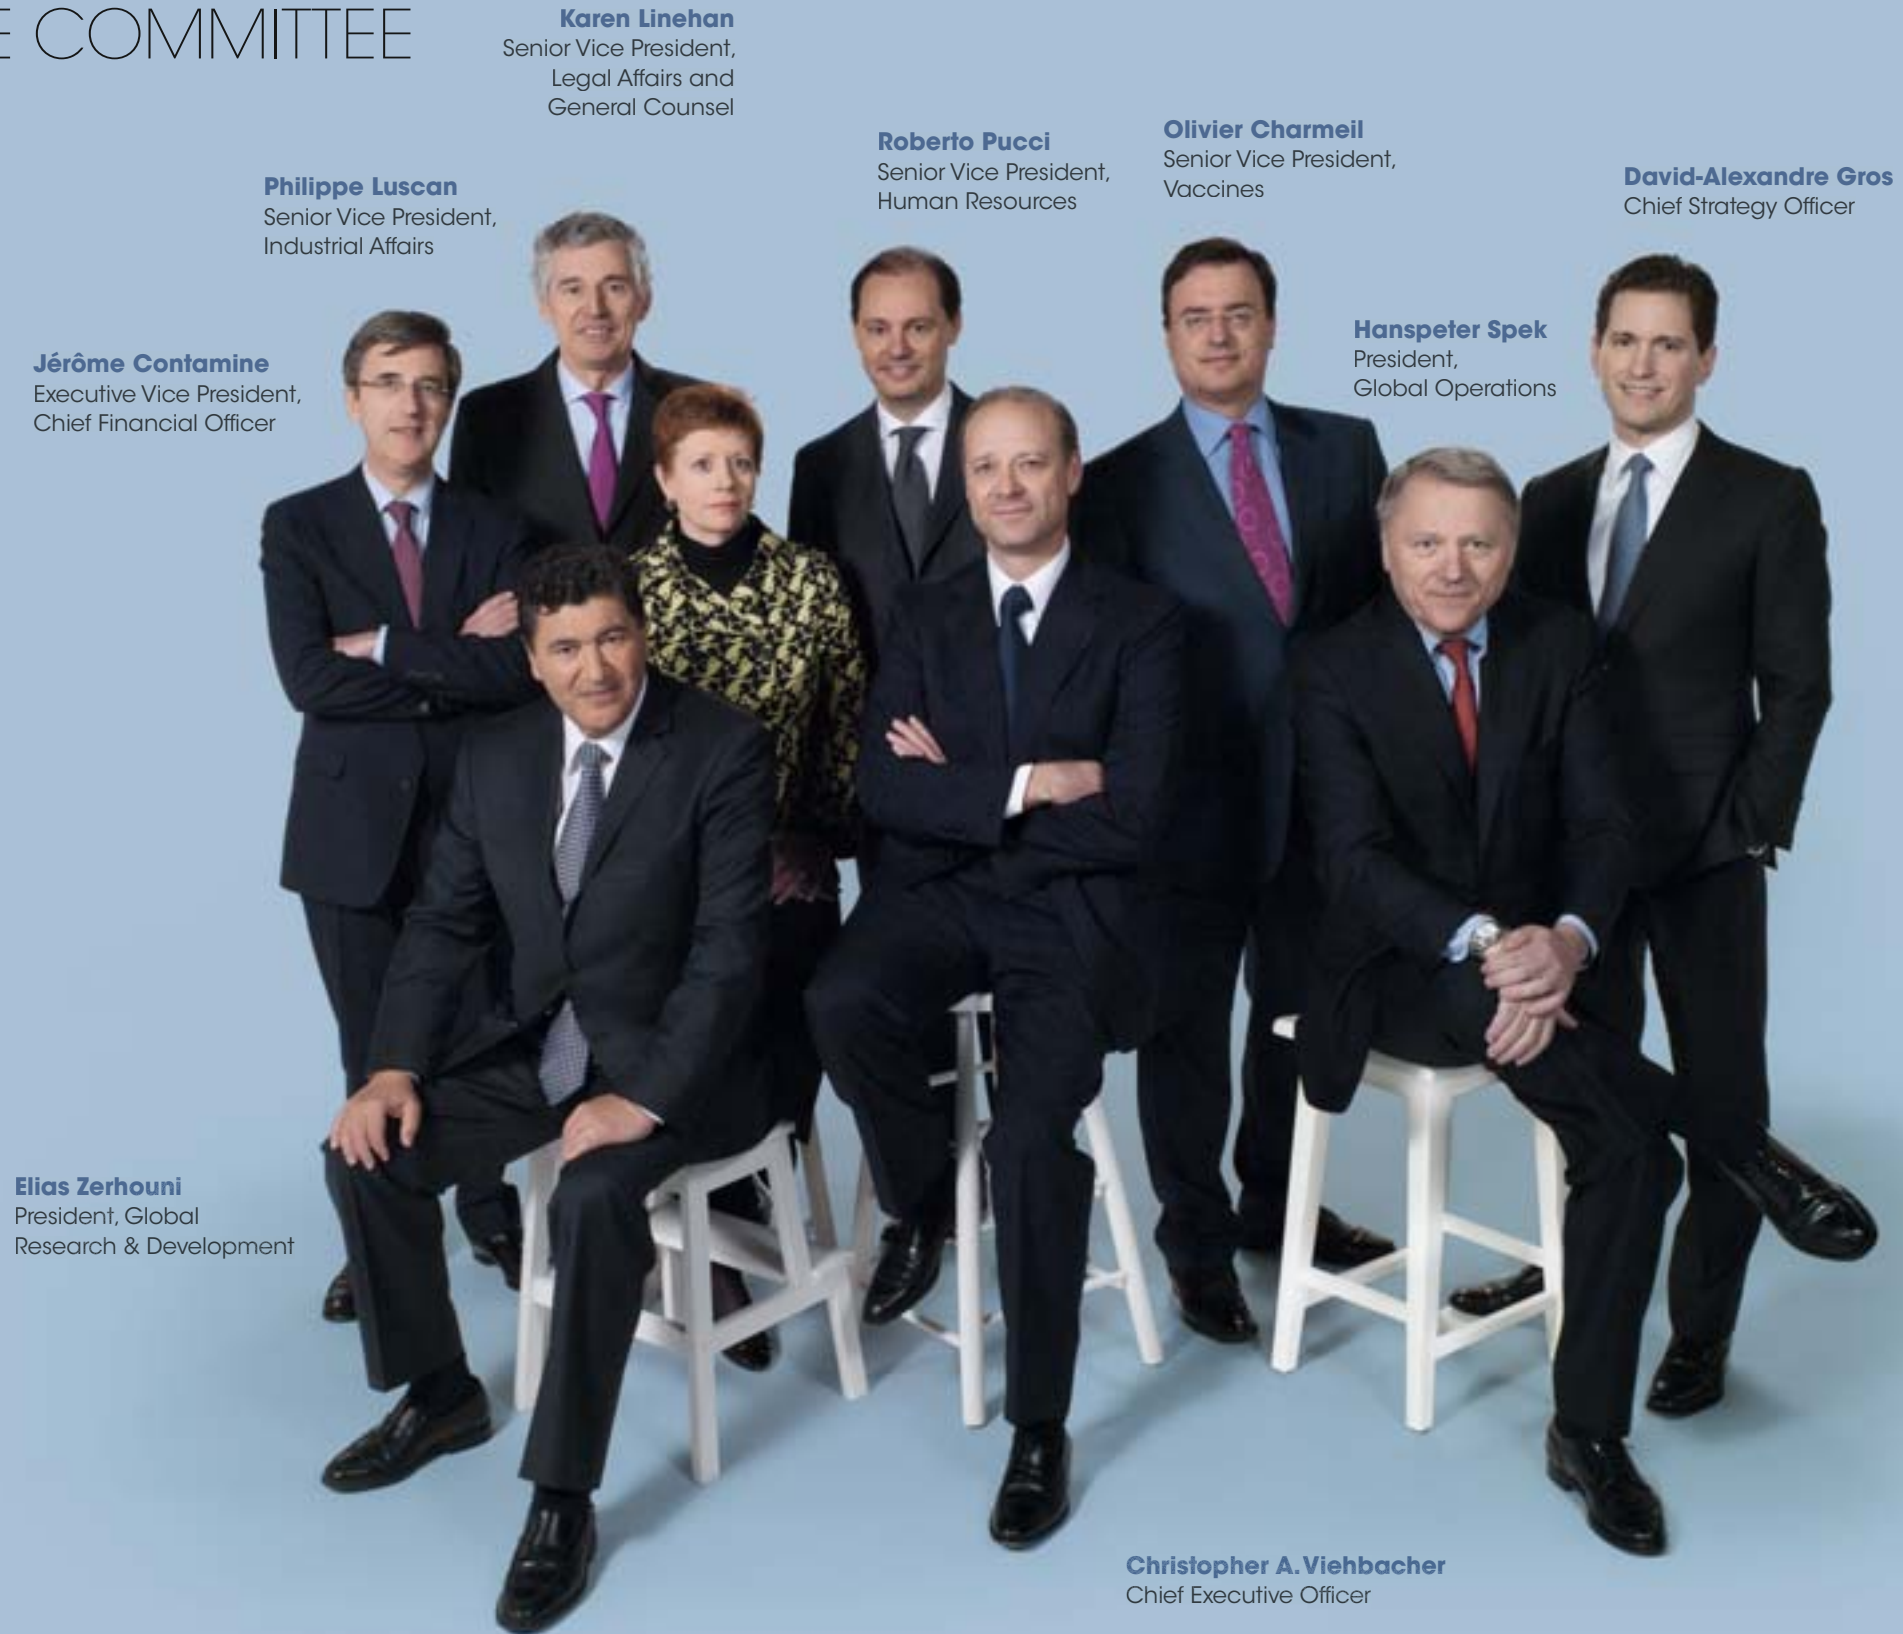 E COMMITTEE
Karen Linehan
Senior Vice President,
Legal Affairs and
General Counsel
Philippe Luscan
Senior Vice President,
Industrial Affairs
Roberto Pucci
Senior Vice President,
Human Resources
Olivier Charmeil
Senior Vice President,
Vaccines
David-Alexandre Gros
Chief Strategy Officer
Jérôme Contamine
Executive Vice President,
Chief Financial Officer
Hanspeter Spek
President,
Global Operations
Elias Zerhouni
President, Global
Research & Development
Christopher A. Viehbacher
Chief Executive Officer